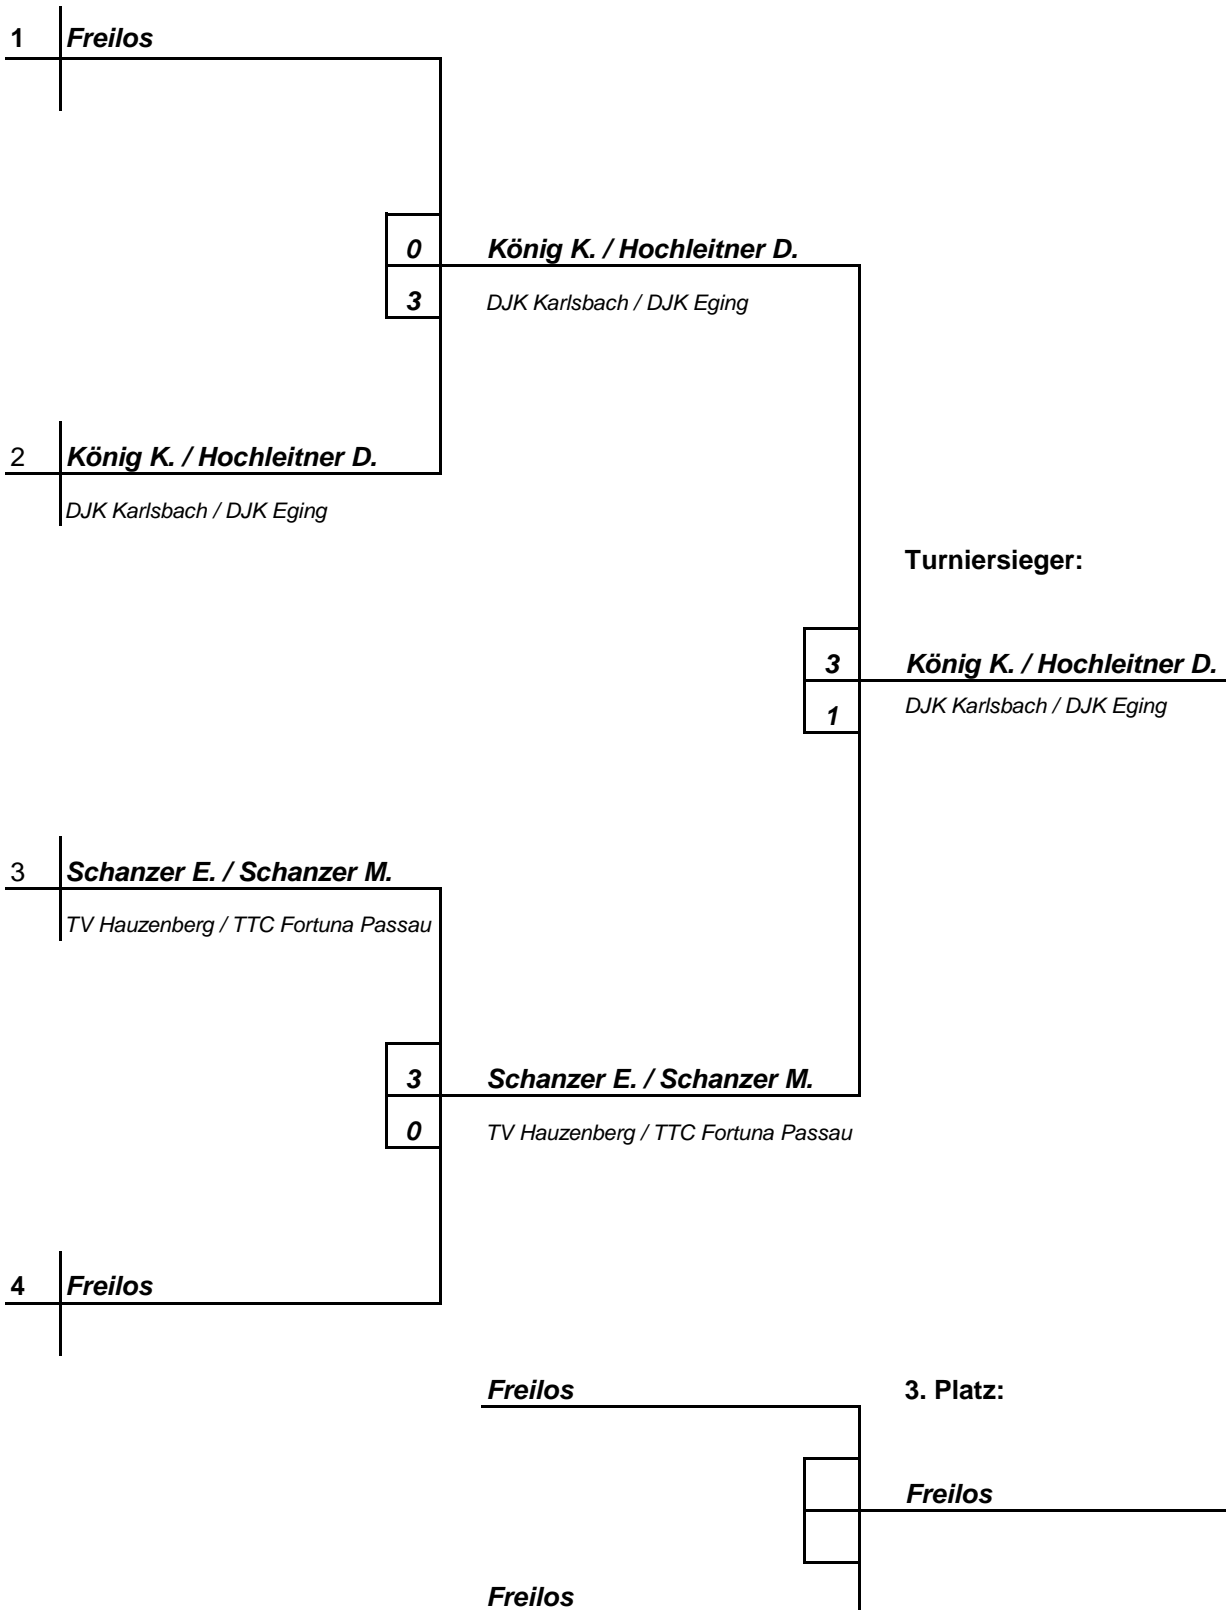 1 Freilos
0 König K. / Hochleitner D.
3 DJK Karlsbach / DJK Eging
2 König K. / Hochleitner D.
DJK Karlsbach / DJK Eging
Turniersieger:
3 König K. / Hochleitner D.
1 DJK Karlsbach / DJK Eging
3 Schanzer E. / Schanzer M.
TV Hauzenberg / TTC Fortuna Passau
3 Schanzer E. / Schanzer M.
0 TV Hauzenberg / TTC Fortuna Passau
4 Freilos
Freilos 3. Platz:
Freilos
Freilos